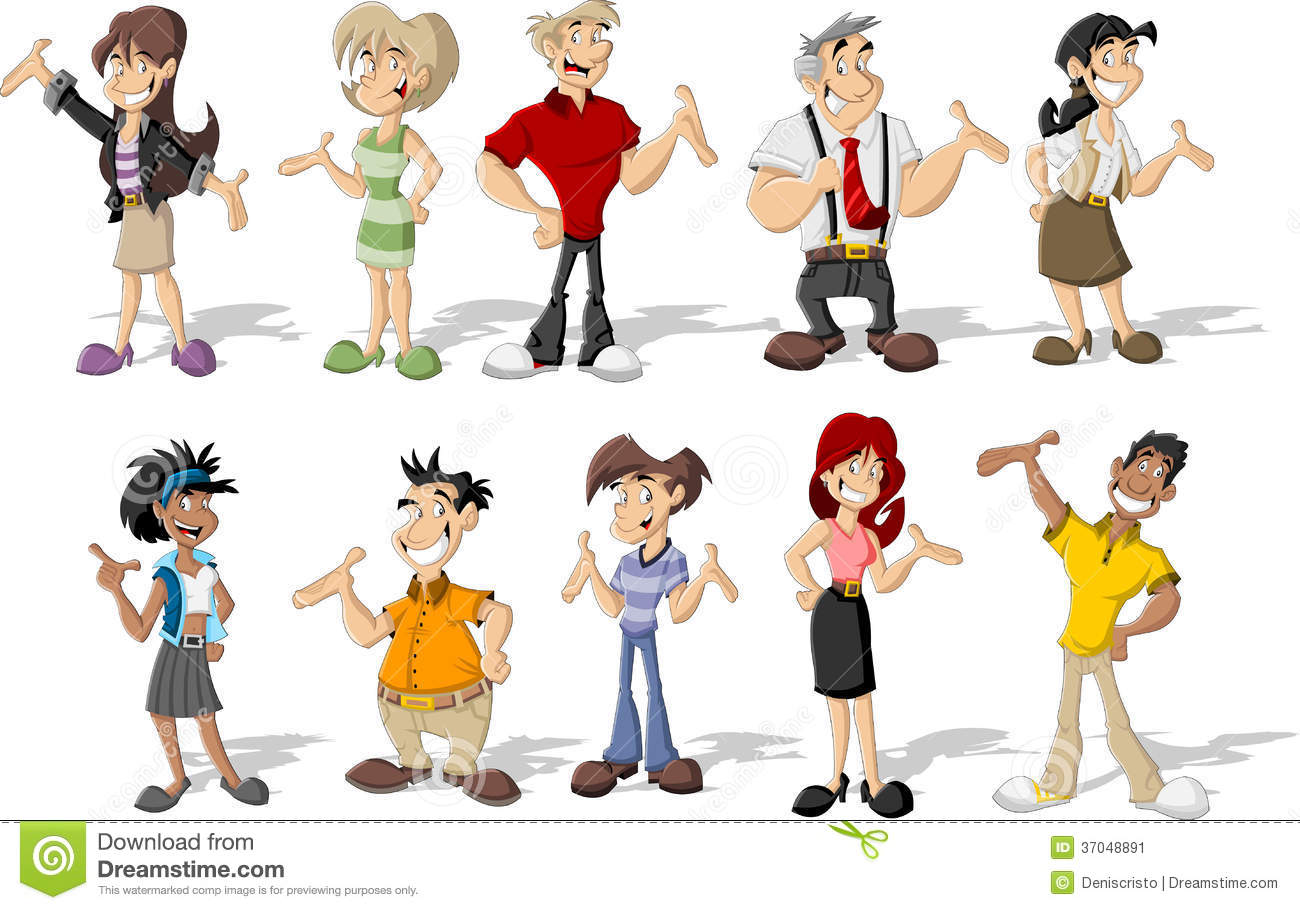 Download from
Dreamstime.com
This watermarked comp image is for previewing purposes only.
ID 37048891
© Deniscristo | Dreamstime.com